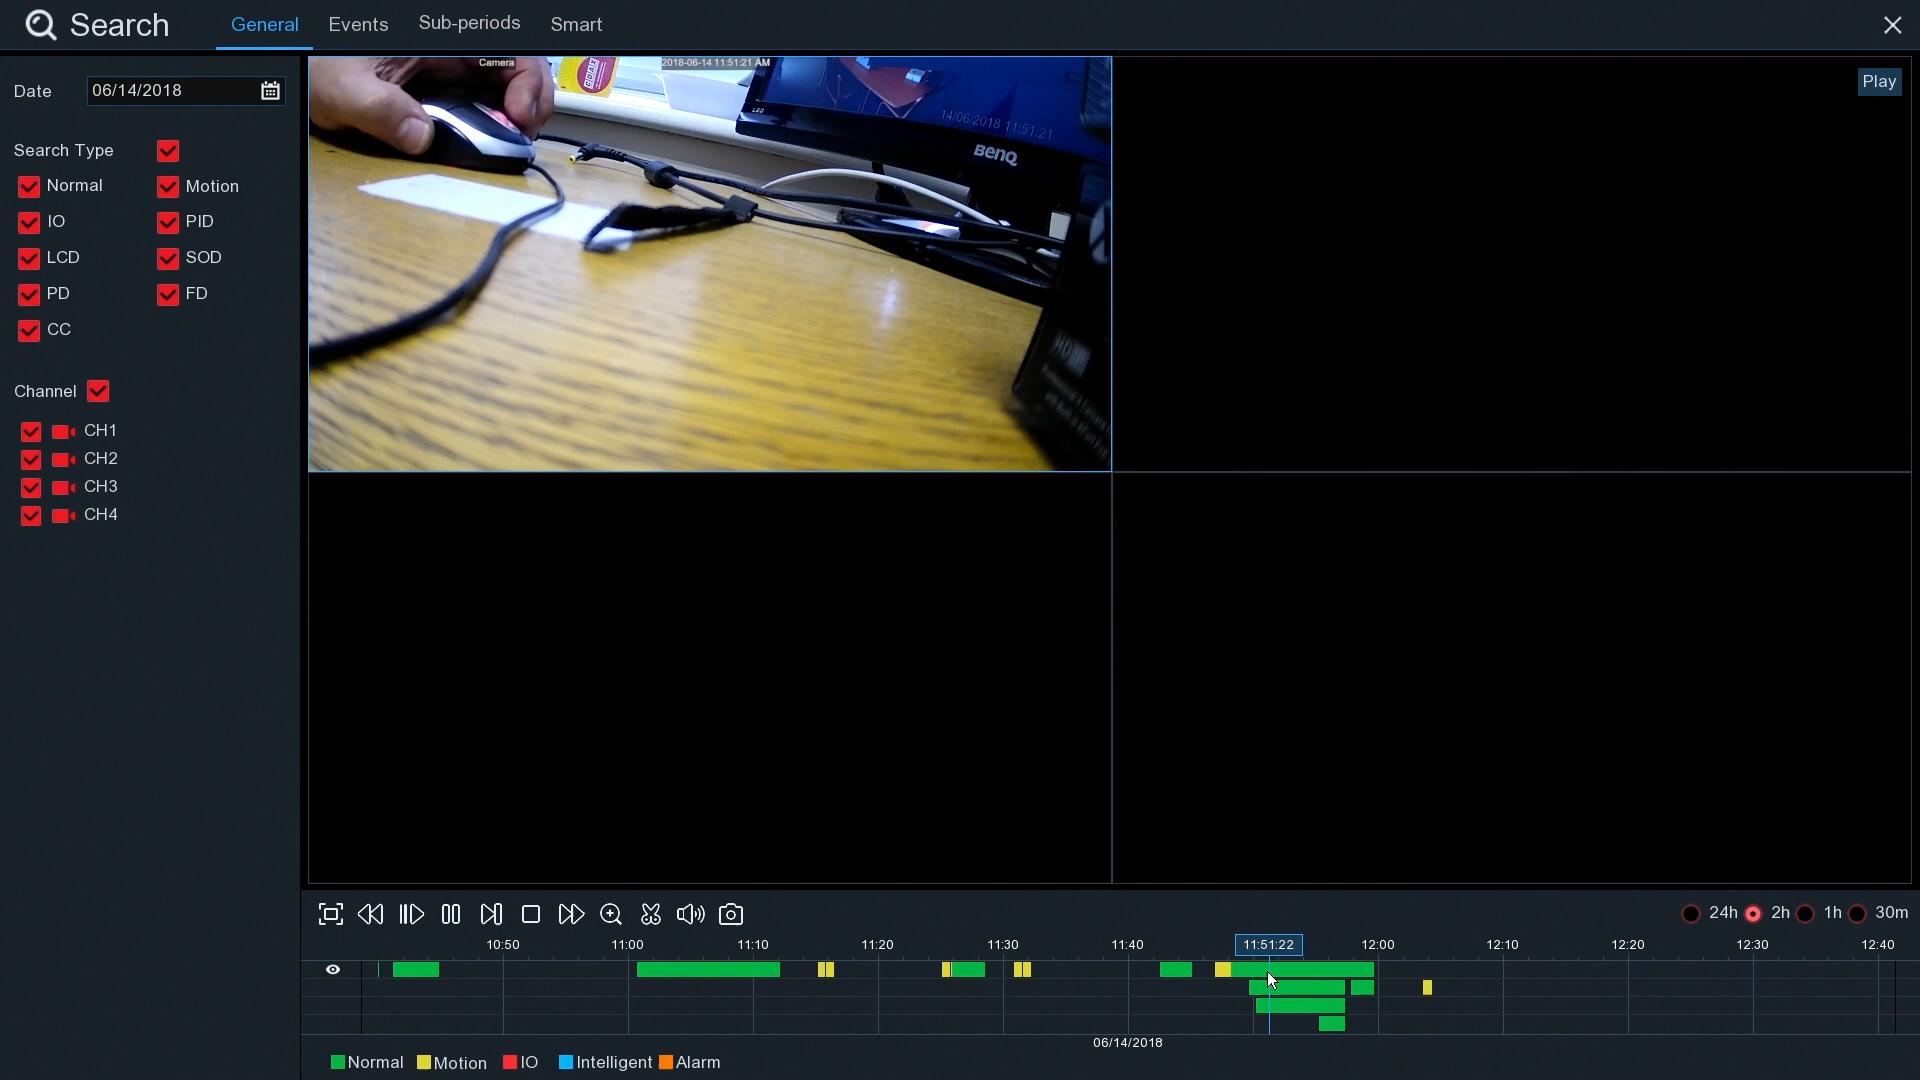 Search
General Events Sub-periods Smart
Date 06/14/2018
Search Type
Normal Motion
IO PID
LCD SOD
PD FD
CC
Channel
CH1
CH2
CH3
CH4
Camera 2018-06-14 11:51:21 AM
Play
14/06/2018 11:51:21
BenQ
24h 2h 1h 30m
10:50 11:00 11:10 11:20 11:30 11:40 11:51:22 12:00 12:10 12:20 12:30 12:40
06/14/2018
Normal Motion IO Intelligent Alarm